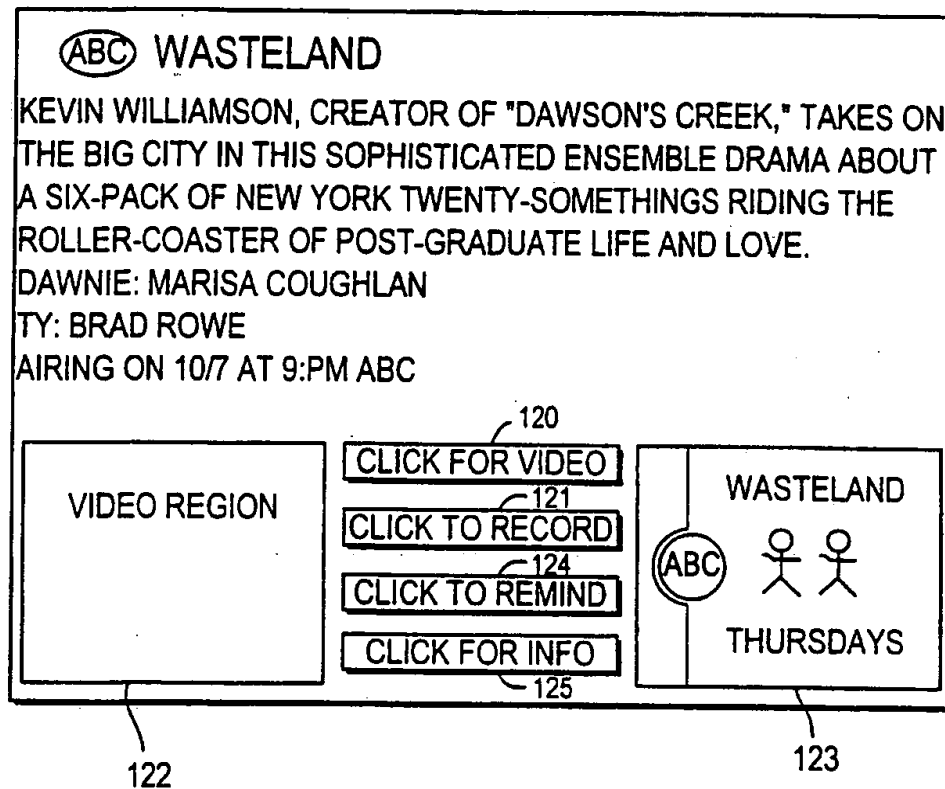 ABC WASTELAND
KEVIN WILLIAMSON, CREATOR OF "DAWSON'S CREEK," TAKES ON
THE BIG CITY IN THIS SOPHISTICATED ENSEMBLE DRAMA ABOUT
A SIX-PACK OF NEW YORK TWENTY-SOMETHINGS RIDING THE
ROLLER-COASTER OF POST-GRADUATE LIFE AND LOVE.
DAWNIE: MARISA COUGHLAN
TY: BRAD ROWE
AIRING ON 10/7 AT 9:PM ABC
VIDEO REGION
120
CLICK FOR VIDEO
121
CLICK TO RECORD
124
CLICK TO REMIND
CLICK FOR INFO
125
WASTELAND
ABC
THURSDAYS
122
123